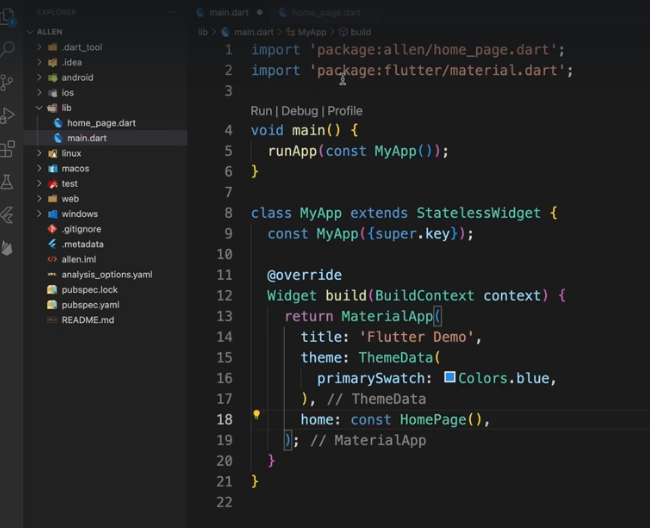 EXPLORER
ALLEN
.dart_tool
.idea
android
ios
lib
home_page.dart
main.dart
linux
macos
test
web
windows
.gitignore
.metadata
allen.iml
analysis_options.yaml
pubspec.lock
pubspec.yaml
README.md
main.dart
home_page.dart
lib > main.dart > MyApp > build
1 import 'package:allen/home_page.dart';
2 import 'package:flutter/material.dart';
3
Run | Debug | Profile
4 void main() {
5 runApp(const MyApp());
6 }
7
8 class MyApp extends StatelessWidget {
9 const MyApp({super.key});
10
11 @override
12 Widget build(BuildContext context) {
13 return MaterialApp(
14 title: 'Flutter Demo',
15 theme: ThemeData(
16 primarySwatch: Colors.blue,
17 ), // ThemeData
18 home: const HomePage(),
19 ); // MaterialApp
20 }
21 }
22